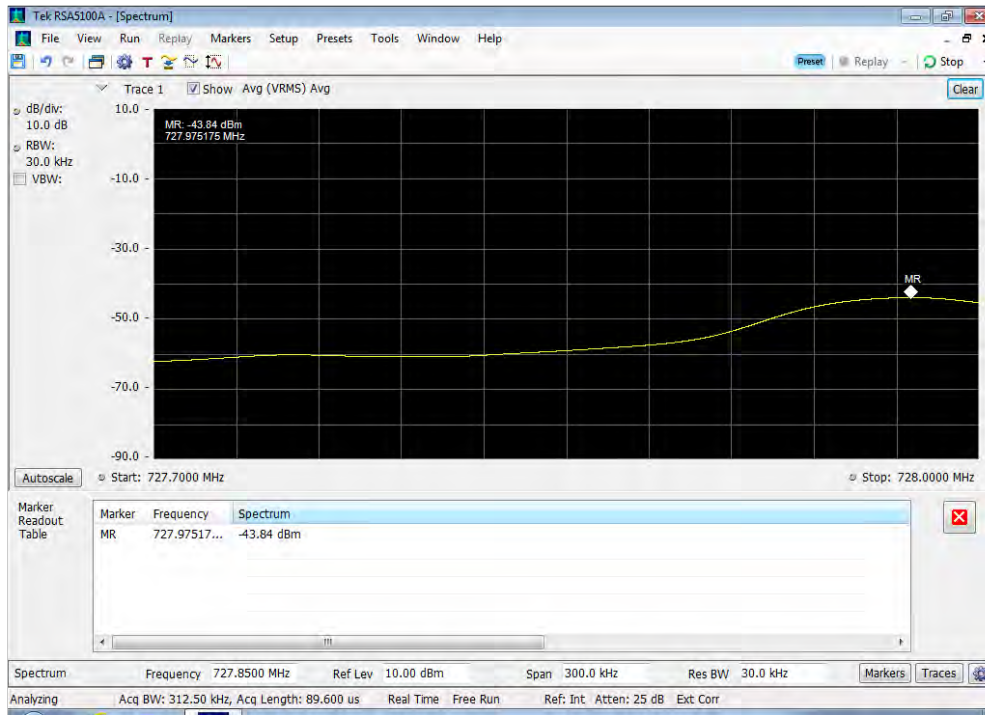 Tek RSA5100A - [Spectrum]
File View Run Replay Markers Setup Presets Tools Window Help
T Preset Replay Stop
Trace 1 Show Avg (VRMS) Avg Clear
dB/div:
10.0 dB
RBW:
30.0 kHz
VBW:
10.0
-10.0
-30.0
-50.0
-70.0
-90.0
MR: -43.84 dBm
727.975175 MHz
MR
Autoscale Start: 727.7000 MHz Stop: 728.0000 MHz
Marker
Readout
Table
Marker Frequency Spectrum
MR 727.97517... -43.84 dBm
Spectrum Frequency 727.8500 MHz Ref Lev 10.00 dBm Span 300.0 kHz Res BW 30.0 kHz Markers Traces
Analyzing Acq BW: 312.50 kHz, Acq Length: 89.600 us Real Time Free Run Ref: Int Atten: 25 dB Ext Corr